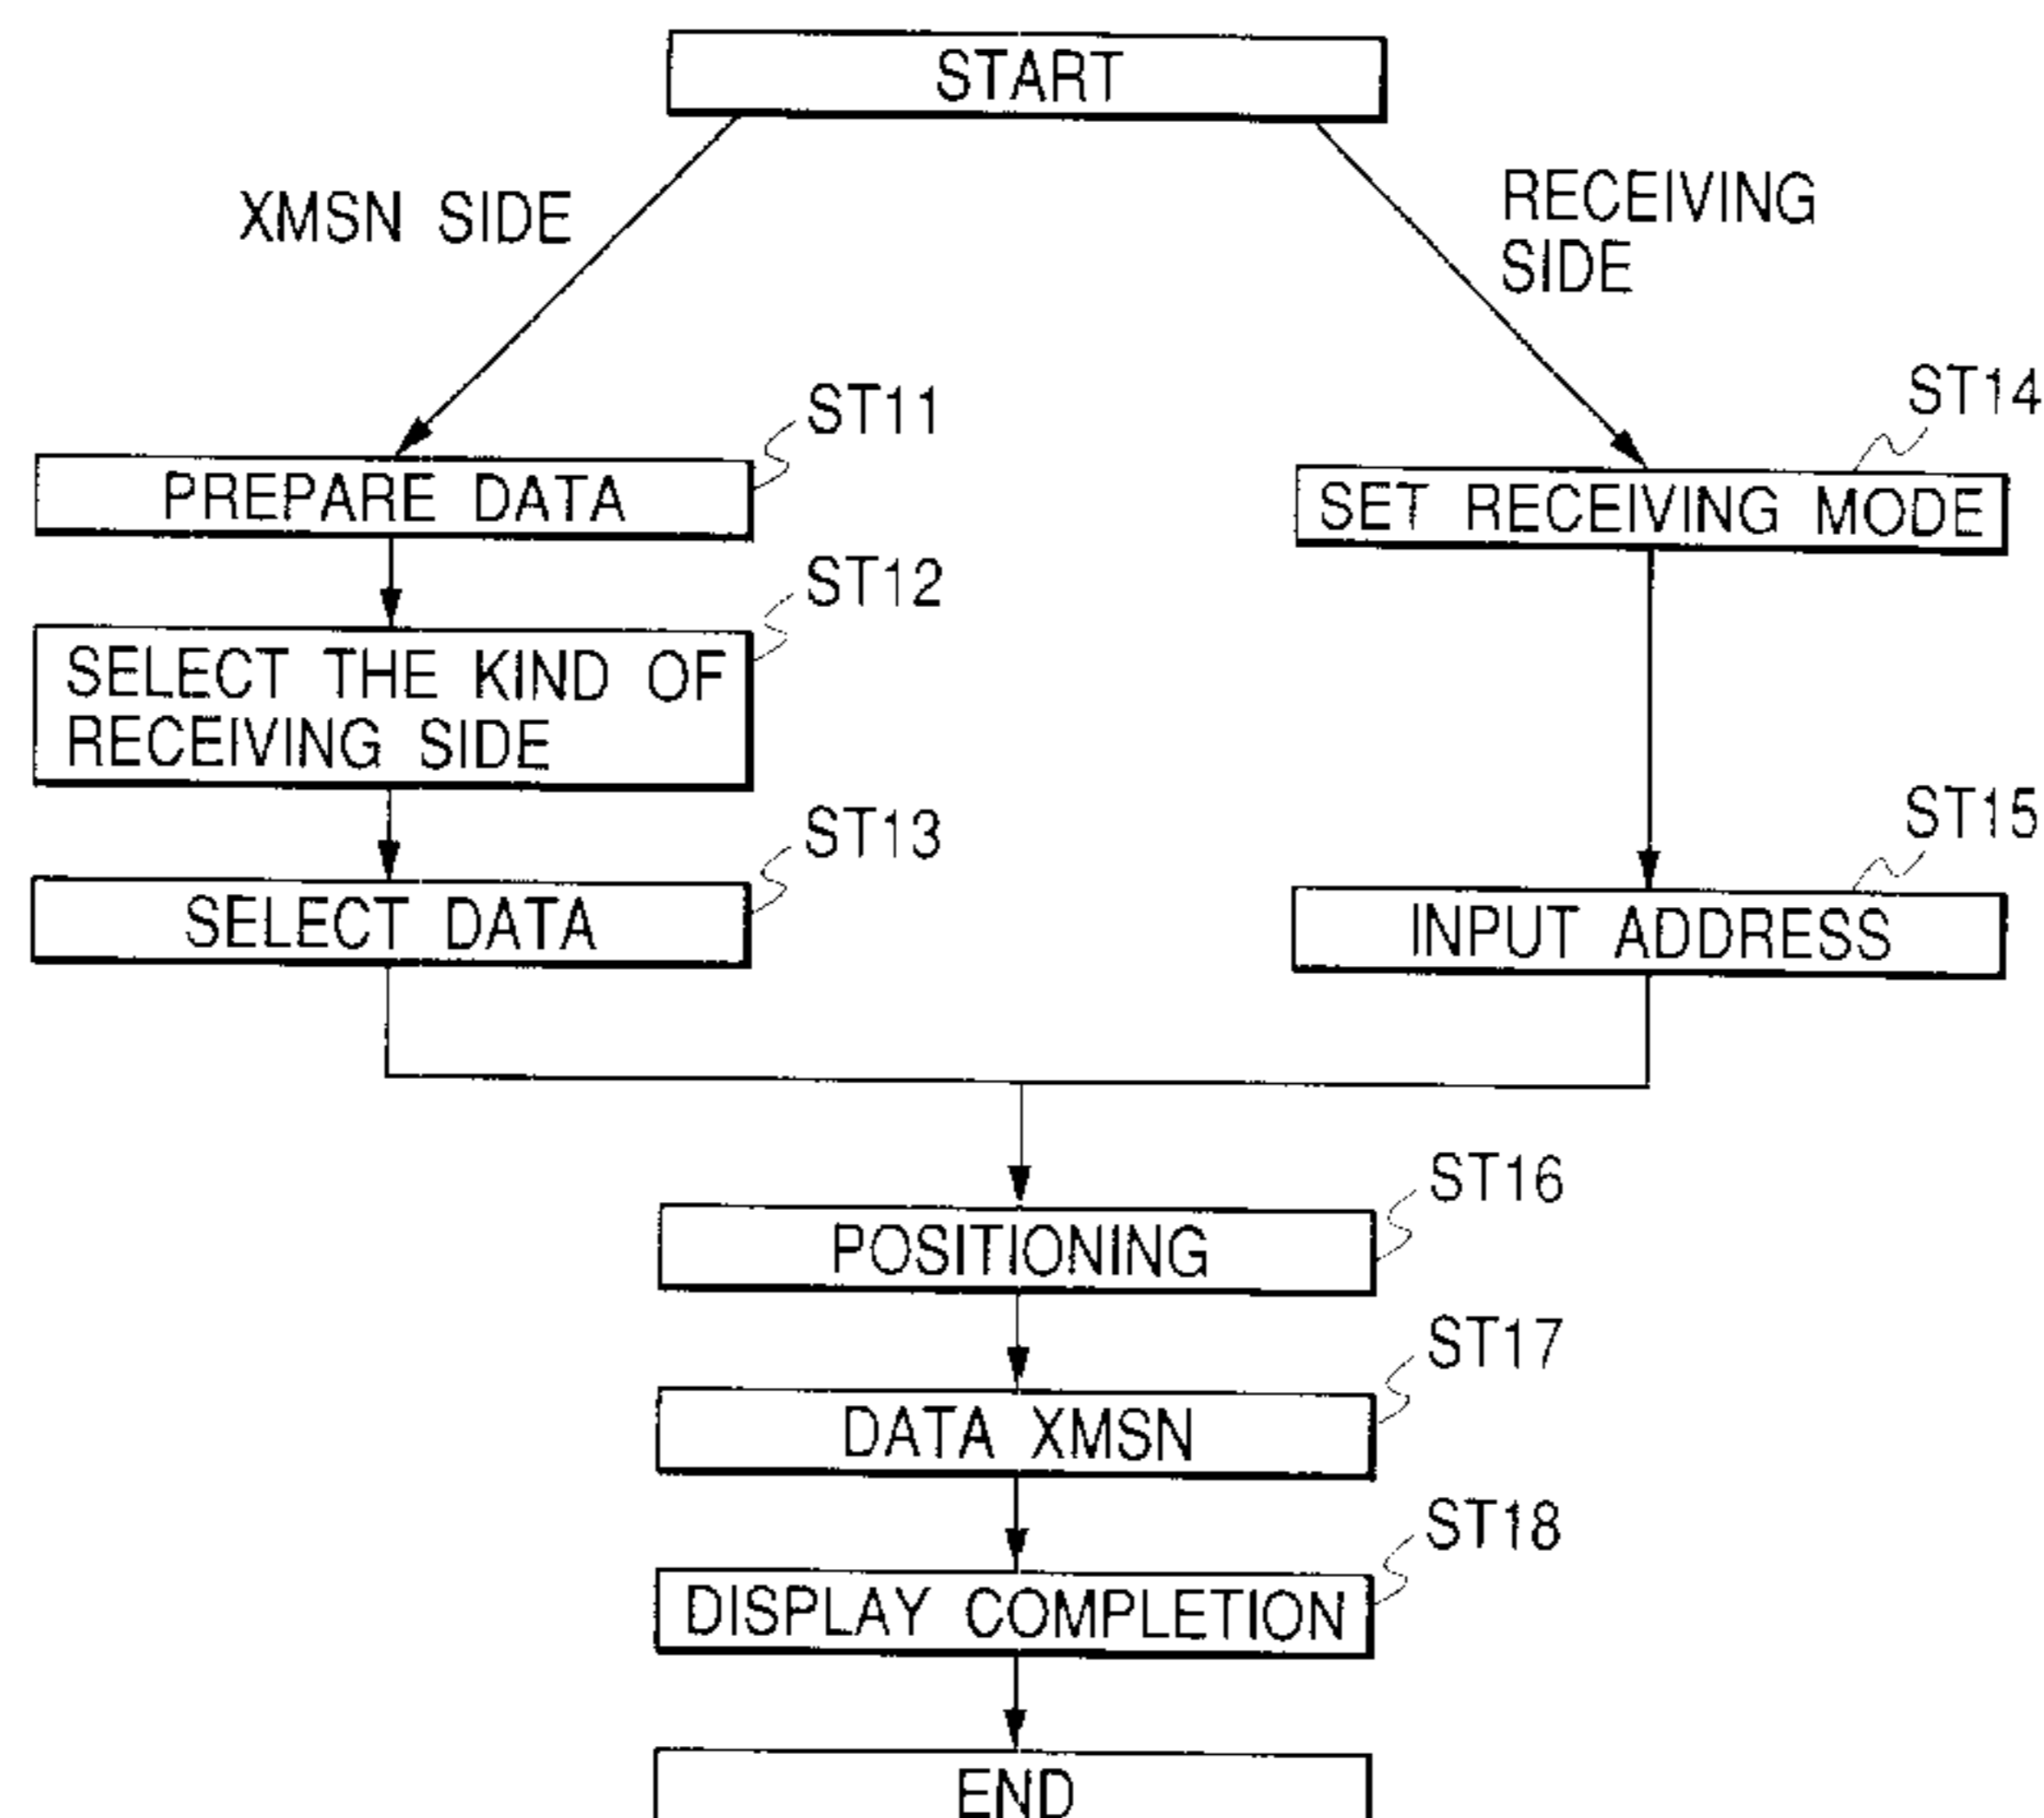 START
XMSN SIDE
RECEIVING
SIDE
ST11
PREPARE DATA
ST14
SET RECEIVING MODE
ST12
SELECT THE KIND OF
RECEIVING SIDE
ST13
SELECT DATA
ST15
INPUT ADDRESS
ST16
POSITIONING
ST17
DATA XMSN
ST18
DISPLAY COMPLETION
END